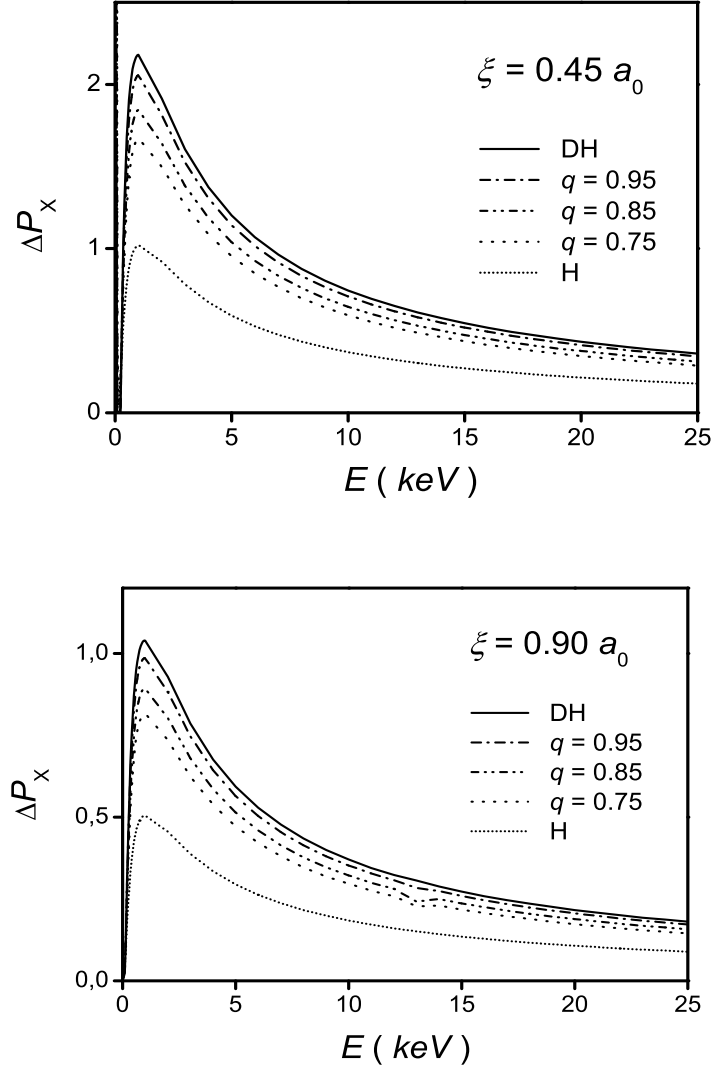 ξ = 0.45 a₀
DH
q = 0.95
q = 0.85
q = 0.75
H
2
1
0
ΔPₓ
0 5 10 15 20 25
E ( keV )
ξ = 0.90 a₀
DH
q = 0.95
q = 0.85
q = 0.75
H
1,0
0,5
0,0
ΔPₓ
0 5 10 15 20 25
E ( keV )